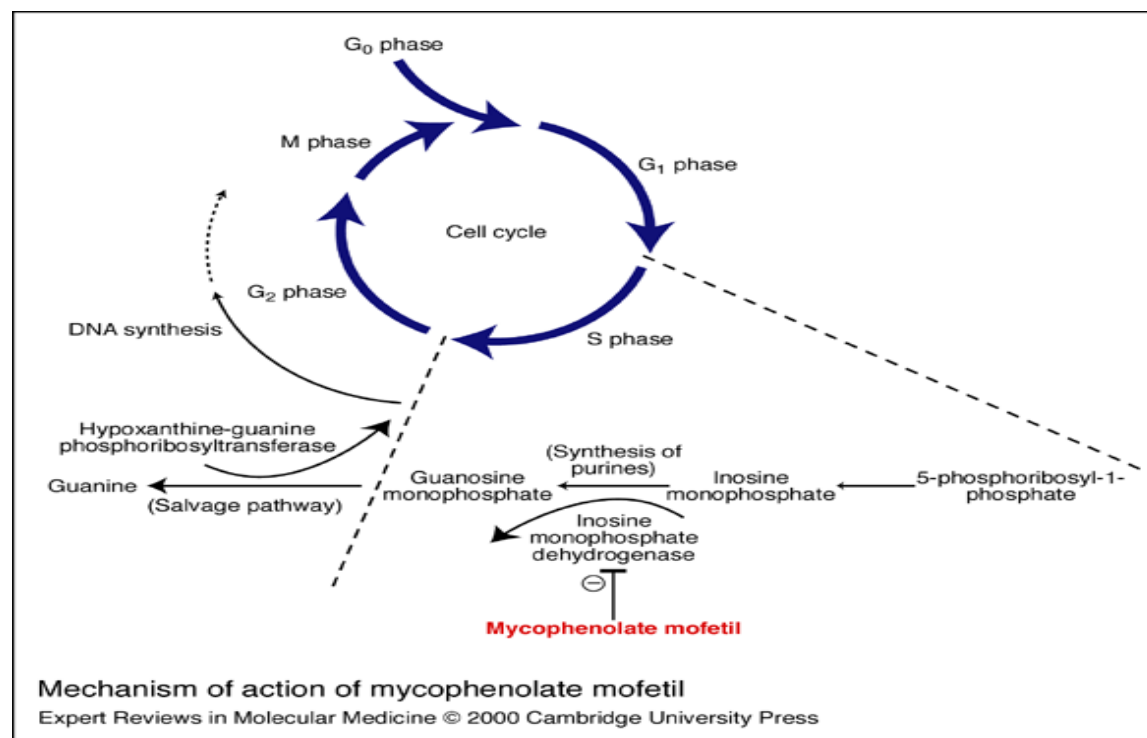 G₀ phase
M phase
G₁ phase
Cell cycle
G₂ phase
S phase
DNA synthesis
Hypoxanthine-guanine
phosphoribosyltransferase
Guanine
(Salvage pathway)
Guanosine
monophosphate
(Synthesis of
purines)
Inosine
monophosphate
5-phosphoribosyl-1-
phosphate
Inosine
monophosphate
dehydrogenase
⊖
Mycophenolate mofetil
Mechanism of action of mycophenolate mofetil
Expert Reviews in Molecular Medicine © 2000 Cambridge University Press